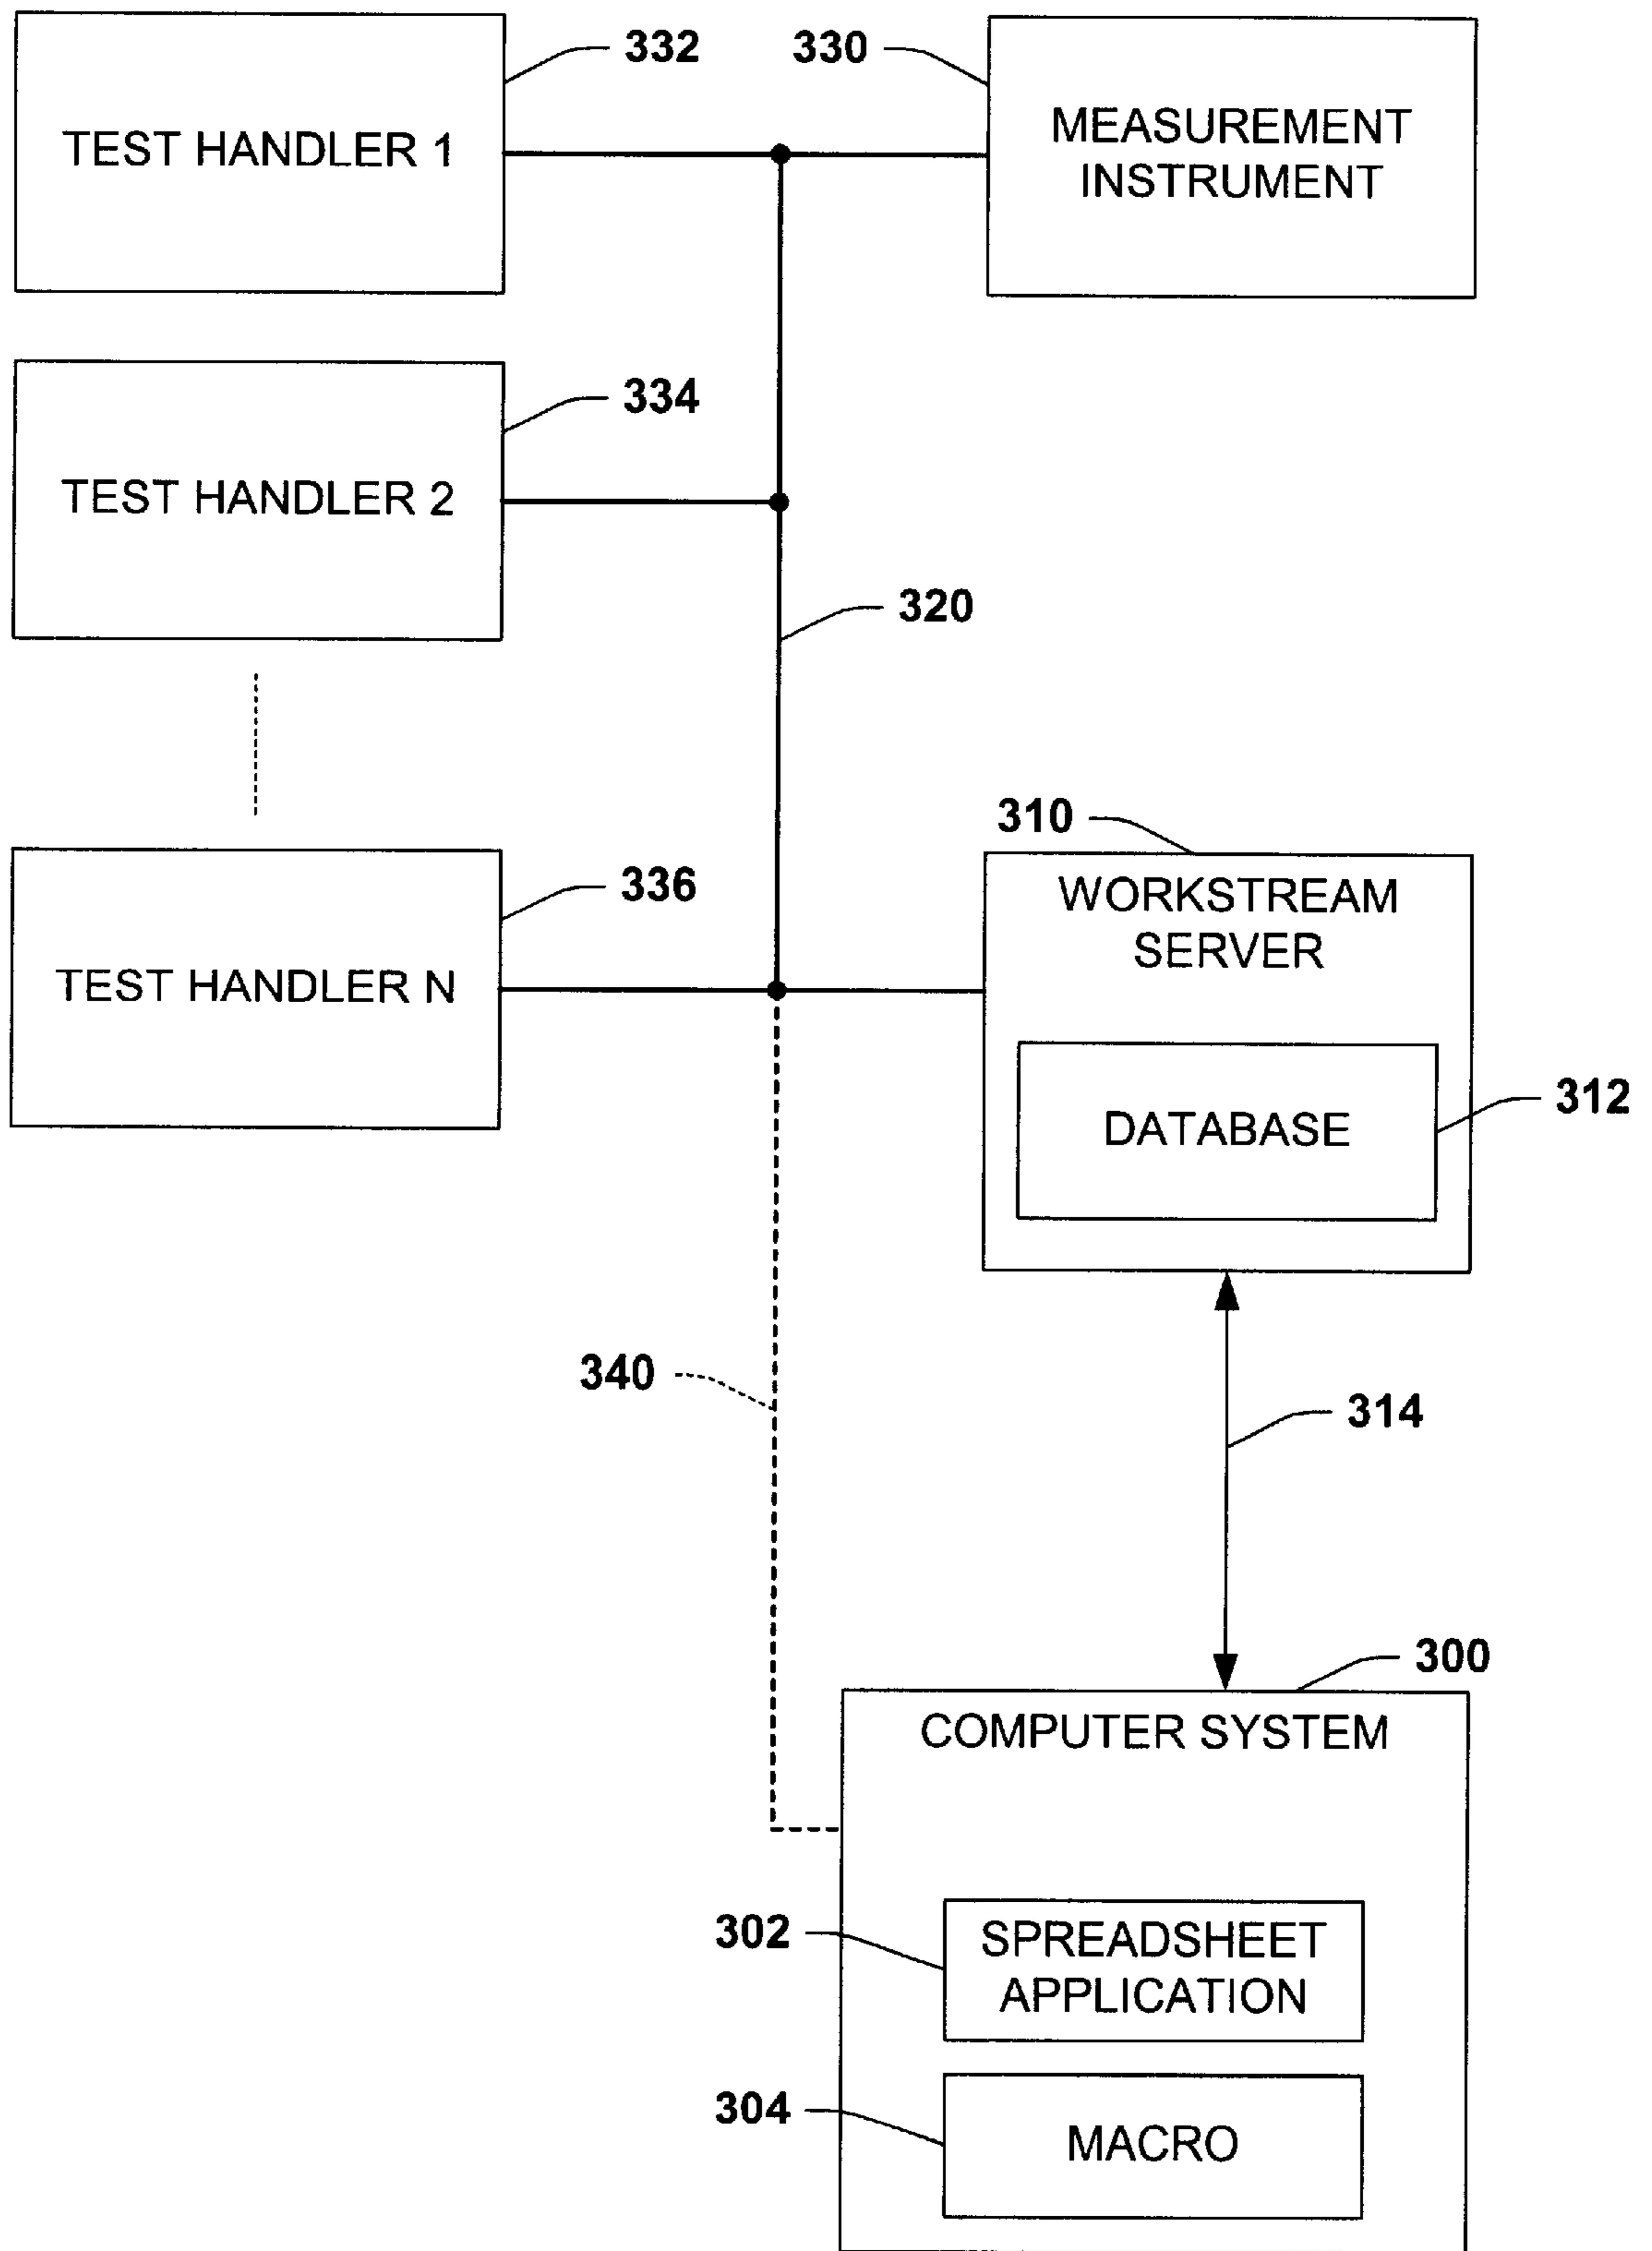 332
330
TEST HANDLER 1
MEASUREMENT
INSTRUMENT
334
TEST HANDLER 2
320
310
336
WORKSTREAM
SERVER
TEST HANDLER N
312
DATABASE
340
314
300
COMPUTER SYSTEM
302
SPREADSHEET
APPLICATION
304
MACRO